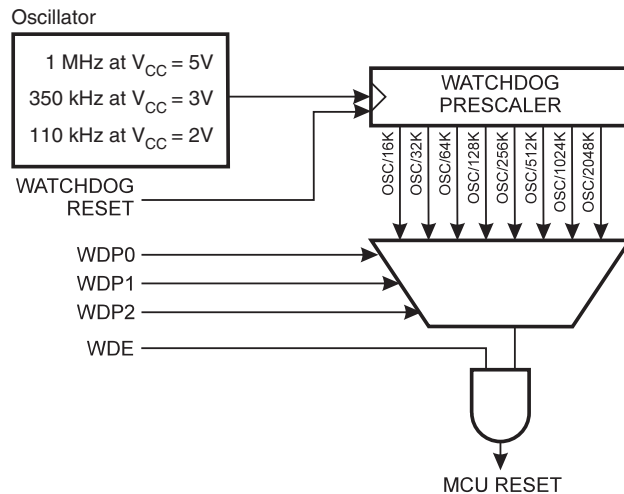 Oscillator
1 MHz at VCC = 5V
350 kHz at VCC = 3V
110 kHz at VCC = 2V
WATCHDOG
PRESCALER
OSC/16K
OSC/32K
OSC/64K
OSC/128K
OSC/256K
OSC/512K
OSC/1024K
OSC/2048K
WATCHDOG
RESET
WDP0
WDP1
WDP2
WDE
MCU RESET